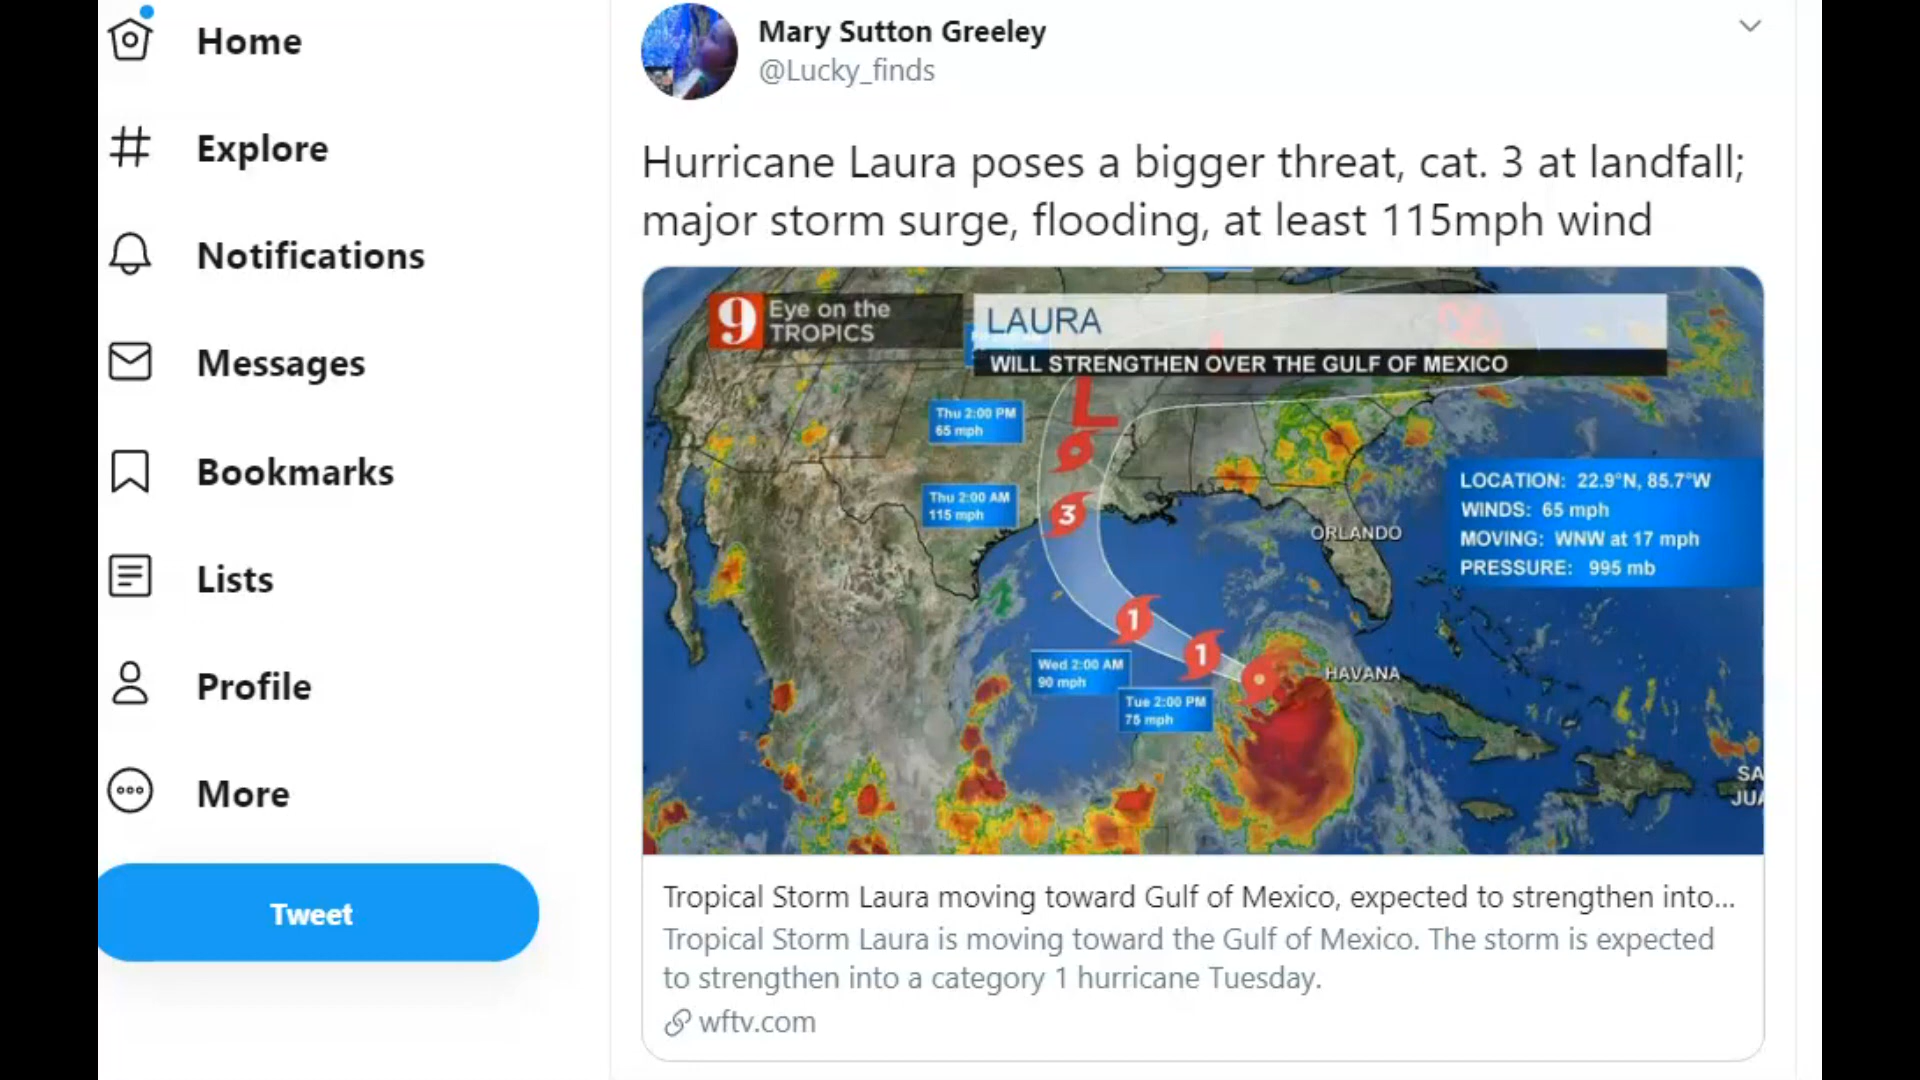 Home
Explore
Notifications
Messages
Bookmarks
Lists
Profile
More
Tweet
Mary Sutton Greeley
@Lucky_finds
Hurricane Laura poses a bigger threat, cat. 3 at landfall;
major storm surge, flooding, at least 115mph wind
9 Eye on the
TROPICS
LAURA
WILL STRENGTHEN OVER THE GULF OF MEXICO
L
Thu 2:00 PM
65 mph
Thu 2:00 AM
115 mph
3
LOCATION: 22.9°N, 85.7°W
WINDS: 65 mph
MOVING: WNW at 17 mph
PRESSURE: 995 mb
ORLANDO
1
1
Wed 2:00 AM
90 mph
Tue 2:00 PM
75 mph
HAVANA
SA
JUA
Tropical Storm Laura moving toward Gulf of Mexico, expected to strengthen into...
Tropical Storm Laura is moving toward the Gulf of Mexico. The storm is expected
to strengthen into a category 1 hurricane Tuesday.
wftv.com